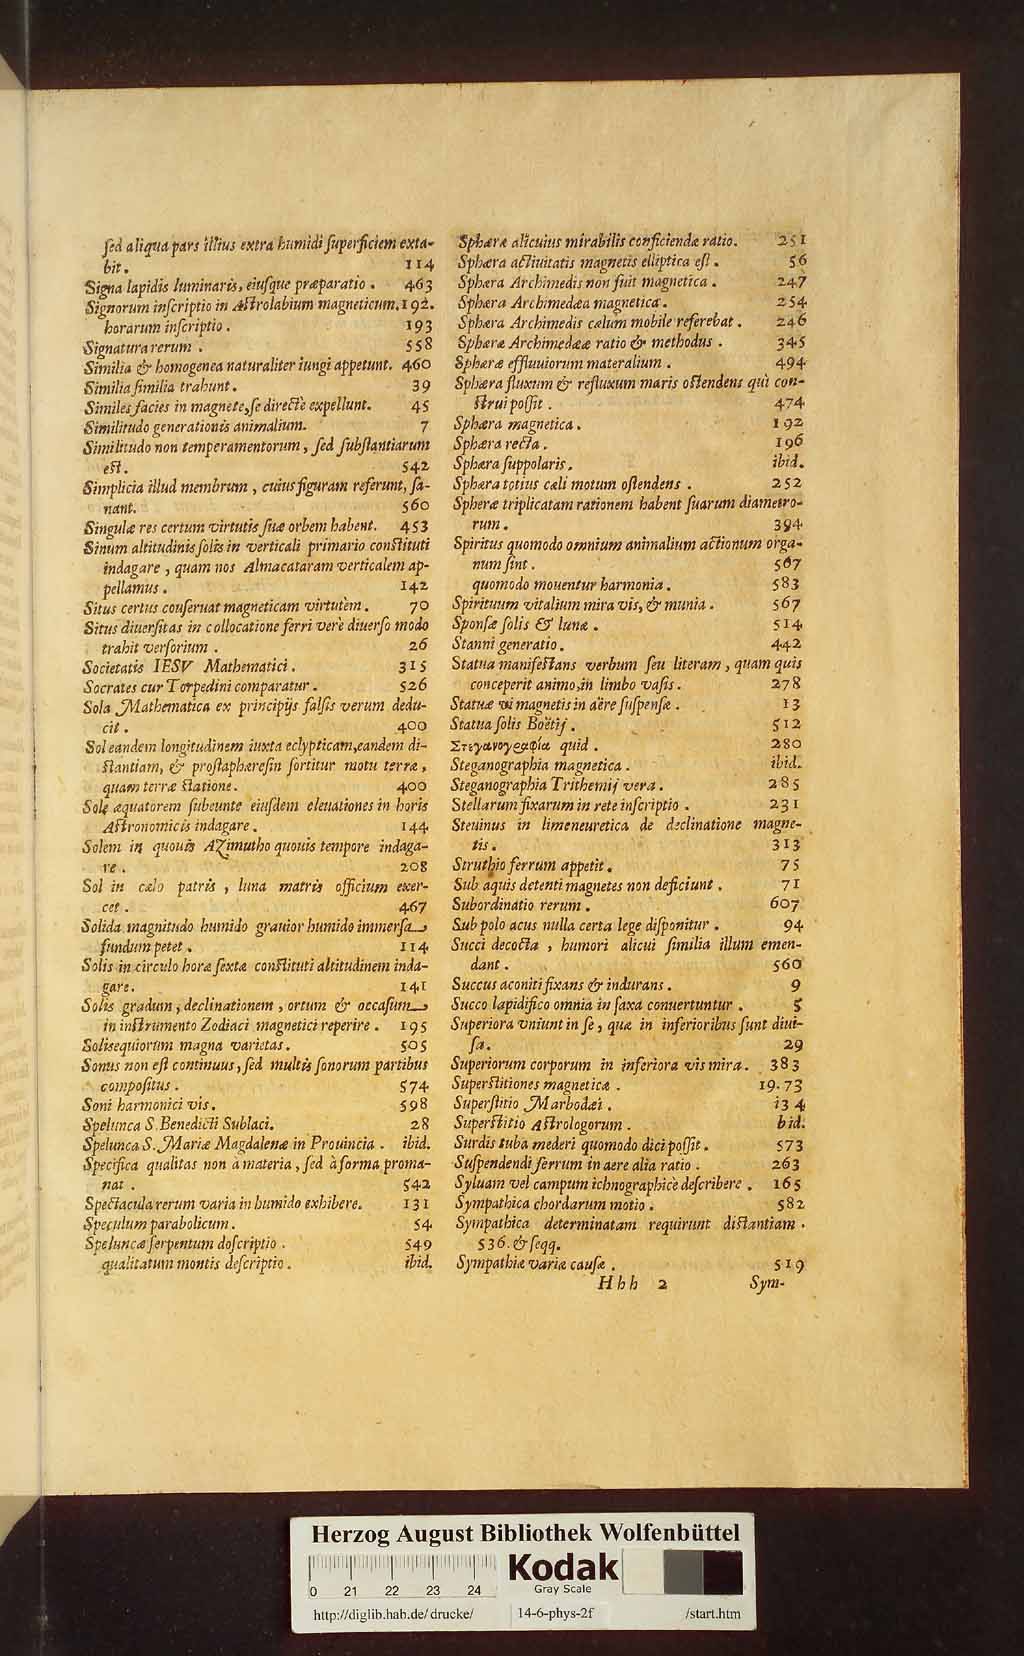 sed aliqua pars illius extra humidi superficiem exta-
bit. 114
Signa lapidis luminaris, eiusque præparatio. 463
Signorum inscriptio in Astrolabium magneticum. 192.
horarum inscriptio. 193
Signatura rerum. 558
Similia & homogenea naturaliter iungi appetunt. 460
Similia similia trahunt. 39
Similes facies in magnete, se directè expellunt. 45
Similitudo generationis animalium. 7
Similitudo non temperamentorum, sed substantiarum
est. 542
Simplicia illud membrum, cuius figuram referunt, sa-
nant. 560
Singulæ res certum virtutis suæ orbem habent. 453
Sinum altitudinis solis in verticali primario constituti
indagare, quam nos Almacataram verticalem ap-
pellamus. 142
Situs certus conseruat magneticam virtutèm. 70
Situs diuersitas in collocatione ferri verè diuerso modo
trahit versorium. 26
Societatis IESV Mathematici. 315
Socrates cur Torpedini comparatur. 526
Sola Mathematica ex principijs falsis verum dedu-
cit. 400
Sol eandem longitudinem iuxta eclypticam, eandem di-
stantiam, & prostaphæresin sortitur motu terræ,
quam terræ statione. 400
Sole æquatorem subeunte eiusdem eleuationes in horis
Astronomicis indagare. 144
Solem in quouis AZimutho quouis tempore indaga-
re. 208
Sol in cælo patris, luna matris officium exer-
cet. 467
Solida magnitudo humido grauior humido immersa
fundum petet. 114
Solis in circulo horæ sextæ constituti altitudinem inda-
gare. 141
Solis gradum, declinationem, ortum & occasum
in instrumento Zodiaci magnetici reperire. 195
Solisequiorum magna varietas. 505
Sonus non est continuus, sed multis sonorum partibus
compositus. 574
Soni harmonici vis. 598
Spelunca S. Benedicti Sublaci. 28
Spelunca S. Mariæ Magdalenæ in Prouincia. ibid.
Specifica qualitas non à materia, sed à forma proma-
nat. 542
Spectacula rerum varia in humido exhibere. 131
Speculum parabolicum. 54
Speluncæ serpentum doscriptio. 549
qualitatum montis descriptio. ibid.
Sphæræ alicuius mirabilis conficiendæ ratio. 251
Sphæra actiuitatis magnetis elliptica est. 56
Sphæra Archimedis non fuit magnetica. 247
Sphæra Archimedæa magnetica. 254
Sphæra Archimedis cælum mobile referebat. 246
Sphæræ Archimedææ ratio & methodus. 345
Sphæræ effluuiorum materalium. 494
Sphæra fluxum & refluxum maris ostendens quì con-
strui possit. 474
Sphæra magnetica. 192
Sphæra recta. 196
Sphæra suppolaris. ibid.
Sphæra totius cæli motum ostendens. 252
Spheræ triplicatam rationem habent suarum diametro-
rum. 394
Spiritus quomodo omnium animalium actionum orga-
num sint. 567
quomodo mouentur harmonia. 583
Spirituum vitalium mira vis, & munia. 567
Sponsæ solis & lunæ. 514
Stanni generatio. 442
Statua manifestans verbum seu literam, quam quis
conceperit animo, in limbo vasis. 278
Statuæ vi magnetis in aëre suspensæ. 13
Statua solis Boëtij. 512
Στεγανογραφία quid. 280
Steganographia magnetica. ibid.
Steganographia Trithemij vera. 285
Stellarum fixarum in rete inscriptio. 231
Steuinus in limeneuretica de declinatione magne-
tis. 313
Struthio ferrum appetit. 75
Sub aquis detenti magnetes non deficiunt. 71
Subordinatio rerum. 607
Sub polo acus nulla certa lege disponitur. 94
Succi decocta, humori alicui similia illum emen-
dant. 560
Succus aconiti fixans & indurans. 9
Succo lapidifico omnia in saxa conuertuntur. 5
Superiora vniunt in se, quæ in inferioribus sunt diui-
sa. 29
Superiorum corporum in inferiora vis mira. 383
Superstitiones magneticæ. 19. 73
Superstitio Marbodæi. 134
Superstitio Astrologorum. bid.
Surdis tuba mederi quomodo dici possit. 573
Suspendendi ferrum in aere alia ratio. 263
Syluam vel campum ichnographicè describere. 165
Sympathica chordarum motio. 582
Sympathica determinatam requirunt distantiam.
536. & seqq.
Sympathiæ variæ causæ. 519
Hhh 2 Sym-
Herzog August Bibliothek Wolfenbüttel
0 21 22 23 24
Kodak
Gray Scale
http://diglib.hab.de/drucke/ 14-6-phys-2f /start.htm